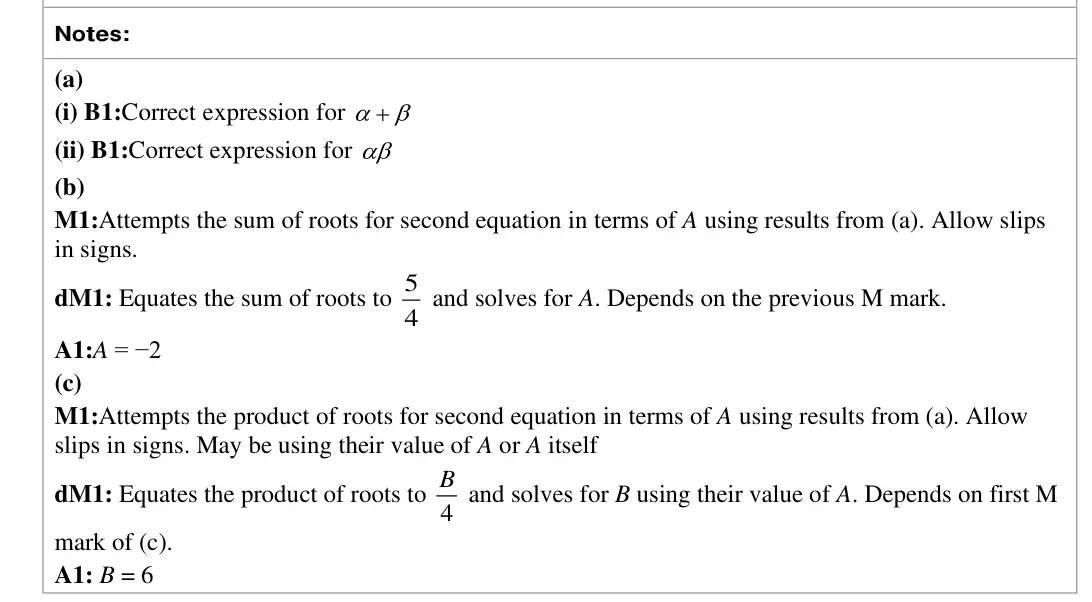 Notes:
(a)
(i) B1:Correct expression for α + β
(ii) B1:Correct expression for αβ
(b)
M1:Attempts the sum of roots for second equation in terms of A using results from (a). Allow slips
in signs.
dM1: Equates the sum of roots to 5/4 and solves for A. Depends on the previous M mark.
A1:A = −2
(c)
M1:Attempts the product of roots for second equation in terms of A using results from (a). Allow
slips in signs. May be using their value of A or A itself
dM1: Equates the product of roots to B/4 and solves for B using their value of A. Depends on first M
mark of (c).
A1: B = 6